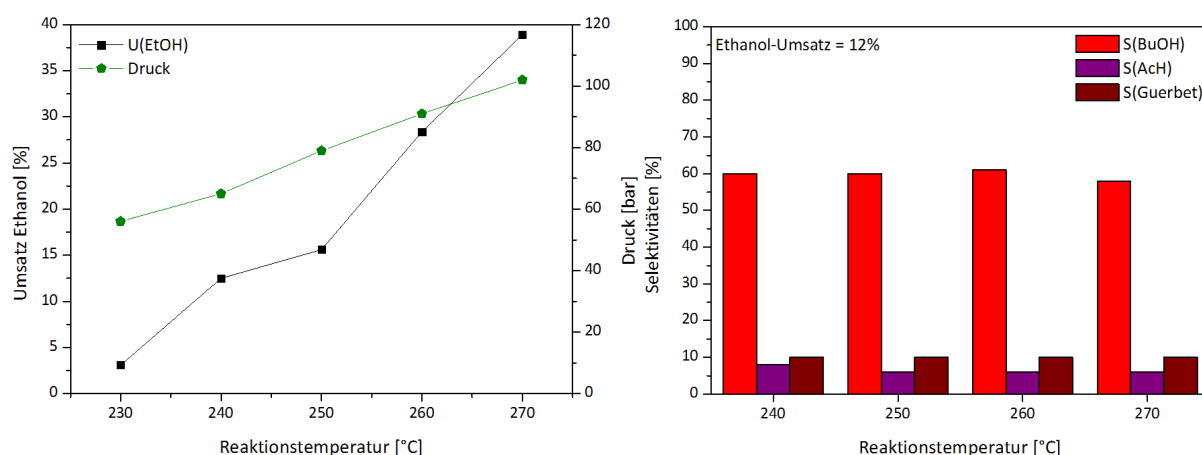 U(EtOH)
Druck
Umsatz Ethanol [%]
40
35
30
25
20
15
10
5
0
120
100
80
60
40
20
0
Druck [bar]
230 240 250 260 270
Reaktionstemperatur [°C]
Ethanol-Umsatz = 12%
S(BuOH)
S(AcH)
S(Guerbet)
Selektivitäten [%]
100
90
80
70
60
50
40
30
20
10
0
240 250 260 270
Reaktionstemperatur [°C]